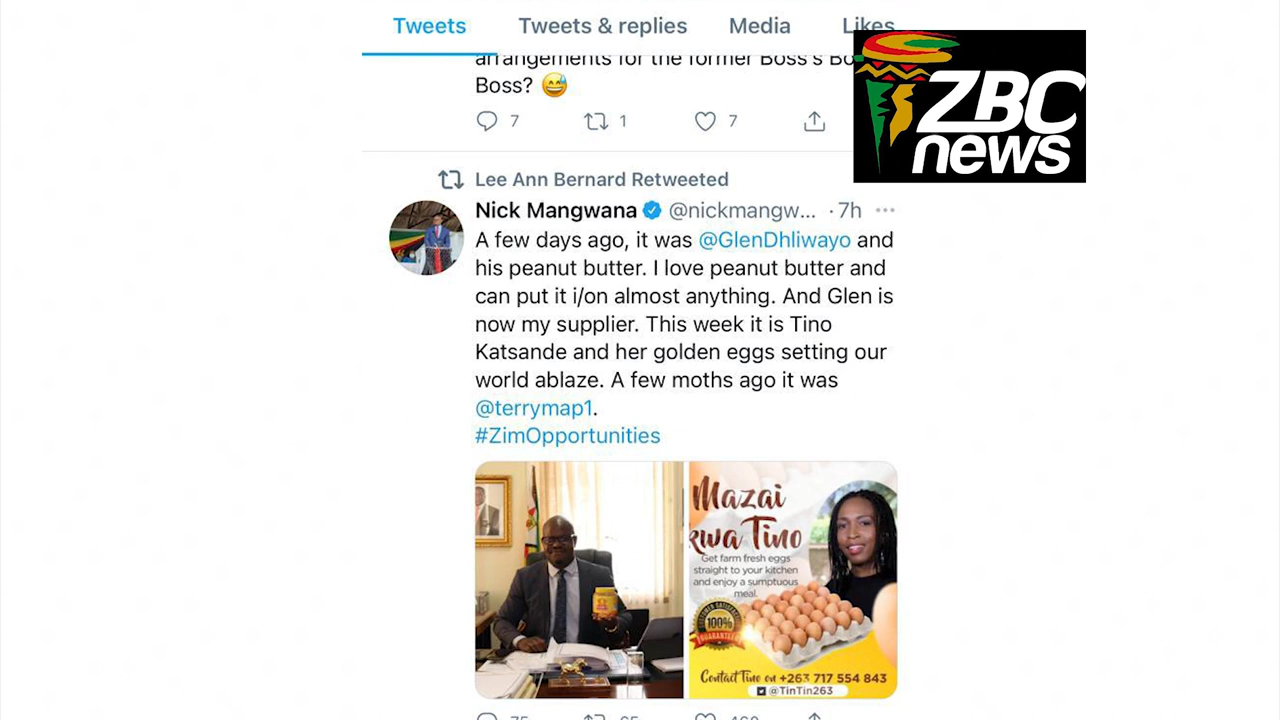 Tweets Tweets & replies Media Likes
arrangements for the former Boss's
Boss? 😅
7 1 7
ZBC
news
Lee Ann Bernard Retweeted
Nick Mangwana @nickmangw... · 7h
A few days ago, it was @GlenDhliwayo and
his peanut butter. I love peanut butter and
can put it i/on almost anything. And Glen is
now my supplier. This week it is Tino
Katsande and her golden eggs setting our
world ablaze. A few moths ago it was
@terrymap1.
#ZimOpportunities
Mazai
kwa Tino
Get farm fresh eggs
straight to your kitchen
and enjoy a sumptuous
meal.
100%
GUARANTEED
Contact Tino on +263 717 554 843
@TinTin263